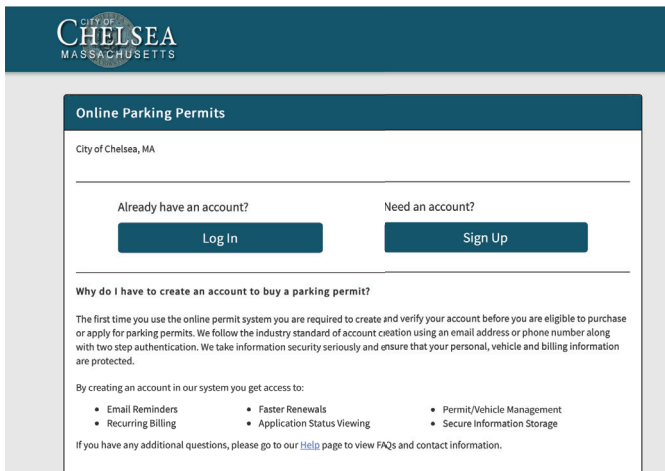 CITY OF
CHELSEA
MASSACHUSETTS
Online Parking Permits
City of Chelsea, MA
Already have an account?
Log In
Need an account?
Sign Up
Why do I have to create an account to buy a parking permit?
The first time you use the online permit system you are required to create and verify your account before you are eligible to purchase
or apply for parking permits. We follow the industry standard of account creation using an email address or phone number along
with two step authentication. We take information security seriously and ensure that your personal, vehicle and billing information
are protected.
By creating an account in our system you get access to:
• Email Reminders
• Recurring Billing
• Faster Renewals
• Application Status Viewing
• Permit/Vehicle Management
• Secure Information Storage
If you have any additional questions, please go to our Help page to view FAQs and contact information.